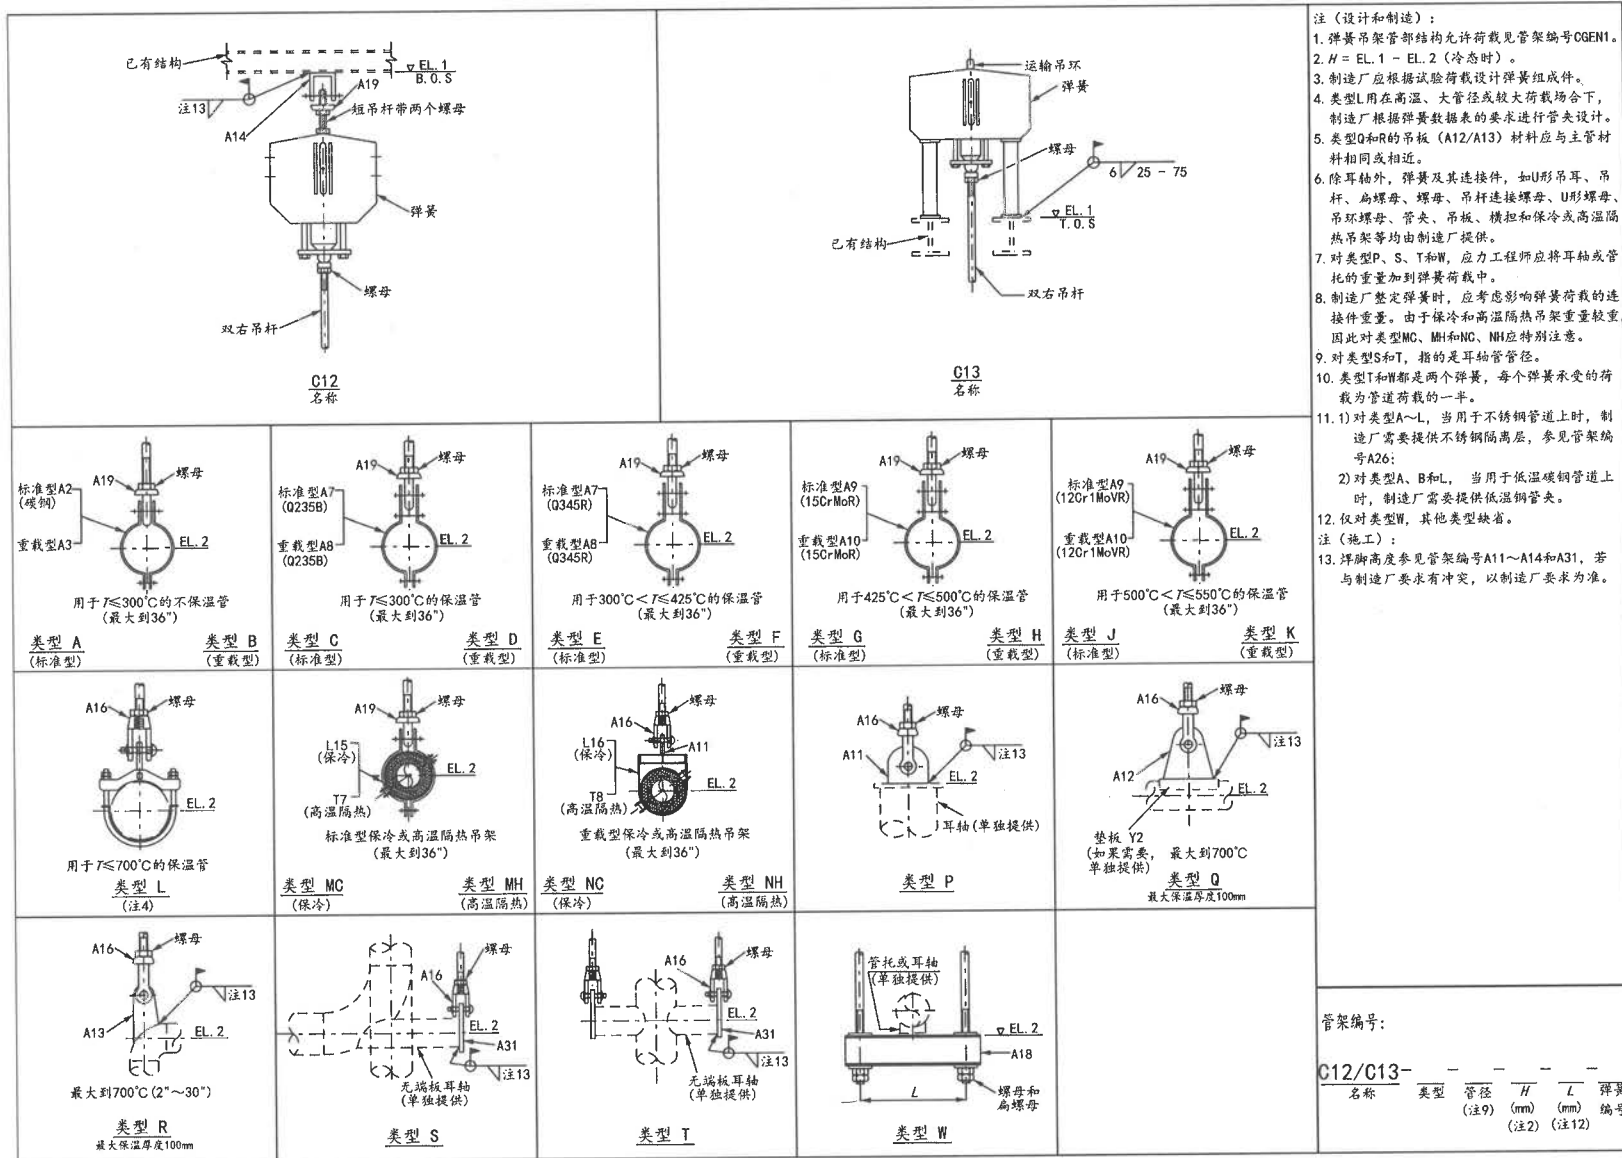 已有结构
EL.1
B.O.S
A19
注13
短吊杆带两个螺母
A14
弹簧
螺母
双右吊杆
C12
名称
运输吊环
弹簧
螺母
6 25 - 75
EL.1
T.O.S
已有结构
双右吊杆
C13
名称
标准型A2
(碳钢)
A19
螺母
重载型A3
EL.2
用于T≤300℃的不保温管
(最大到36")
类型 A
(标准型)
类型 B
(重载型)
标准型A7
(Q235B)
A19
螺母
重载型A8
(Q235B)
EL.2
用于T≤300℃的保温管
(最大到36")
类型 C
(标准型)
类型 D
(重载型)
标准型A7
(Q345R)
A19
螺母
重载型A8
(Q345R)
EL.2
用于300℃<T≤425℃的保温管
(最大到36")
类型 E
(标准型)
类型 F
(重载型)
标准型A9
(15CrMoR)
A19
螺母
重载型A10
(15CrMoR)
EL.2
用于425℃<T≤500℃的保温管
(最大到36")
类型 G
(标准型)
类型 H
(重载型)
标准型A9
(12Cr1MoVR)
A19
螺母
重载型A10
(12Cr1MoVR)
EL.2
用于500℃<T≤550℃的保温管
(最大到36")
类型 J
(标准型)
类型 K
(重载型)
A16
螺母
EL.2
用于T≤700℃的保温管
类型 L
(注4)
A19
螺母
L15
(保冷)
EL.2
T7
(高温隔热)
标准型保冷或高温隔热吊架
(最大到36")
类型 MC
(保冷)
类型 MH
(高温隔热)
A16
螺母
L16
(保冷)
A11
EL.2
T8
(高温隔热)
重载型保冷或高温隔热吊架
(最大到36")
类型 NC
(保冷)
类型 NH
(高温隔热)
A16
螺母
A11
注13
EL.2
耳轴(单独提供)
类型 P
A16
螺母
注13
A12
EL.2
垫板 Y2
(如果需要,
单独提供)
最大到700℃
类型 Q
最大保温厚度100mm
A16
螺母
注13
A13
EL.2
最大到700℃(2"～30")
类型 R
最大保温厚度100mm
螺母
A16
EL.2
A31
注13
无端板耳轴
(单独提供)
类型 S
螺母
A16
EL.2
A31
注13
无端板耳轴
(单独提供)
类型 T
管托或耳轴
(单独提供)
EL.2
A18
L
螺母和
扁螺母
类型 W
注(设计和制造):
1. 弹簧吊架管部结构允许荷载见管架编号CGEN1。
2. H = EL.1 - EL.2 (冷态时)。
3. 制造厂应根据试验荷载设计弹簧组成件。
4. 类型L用在高温、大管径或较大荷载场合下,
制造厂根据弹簧数据表的要求进行管夹设计。
5. 类型Q和R的吊板 (A12/A13) 材料应与主管材
料相同或相近。
6. 除耳轴外, 弹簧及其连接件, 如U形吊耳、吊
杆、扁螺母、螺母、吊杆连接螺母、U形螺母、
吊环螺母、管夹、吊板、横担和保冷或高温隔
热吊架等均由制造厂提供。
7. 对类型P、S、T和W, 应力工程师应将耳轴或管
托的重量加到弹簧荷载中。
8. 制造厂整定弹簧时, 应考虑影响弹簧荷载的连
接件重量。由于保冷和高温隔热吊架重量较重,
因此对类型MC、MH和NC、NH应特别注意。
9. 对类型S和T, 指的是耳轴管管径。
10. 类型T和W都是两个弹簧, 每个弹簧承受的荷
载为管道荷载的一半。
11. 1) 对类型A～L, 当用于不锈钢管道上时, 制
造厂需要提供不锈钢隔离层, 参见管架编
号A26;
2) 对类型A、B和L, 当用于低温碳钢管道上
时, 制造厂需要提供低温钢管夹。
12. 仅对类型W, 其他类型缺省。
注(施工):
13. 焊脚高度参见管架编号A11～A14和A31, 若
与制造厂要求有冲突, 以制造厂要求为准。
管架编号:
C12/C13- - - - -
名称 类型 管径 H L 弹簧
(注9) (mm) (mm) 编号
(注2) (注12)